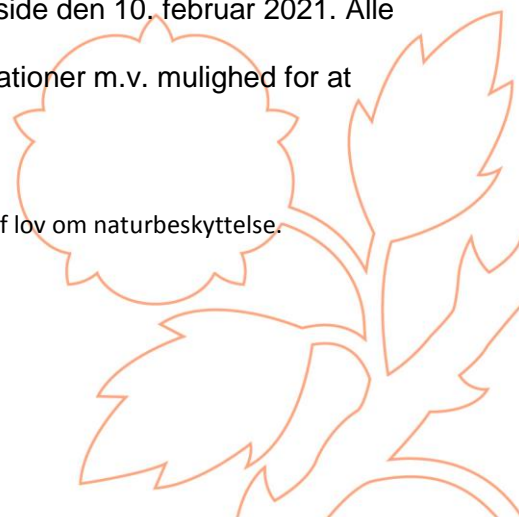 side den 10. februar 2021. Alle
ationer m.v. mulighed for at
f lov om naturbeskyttelse.